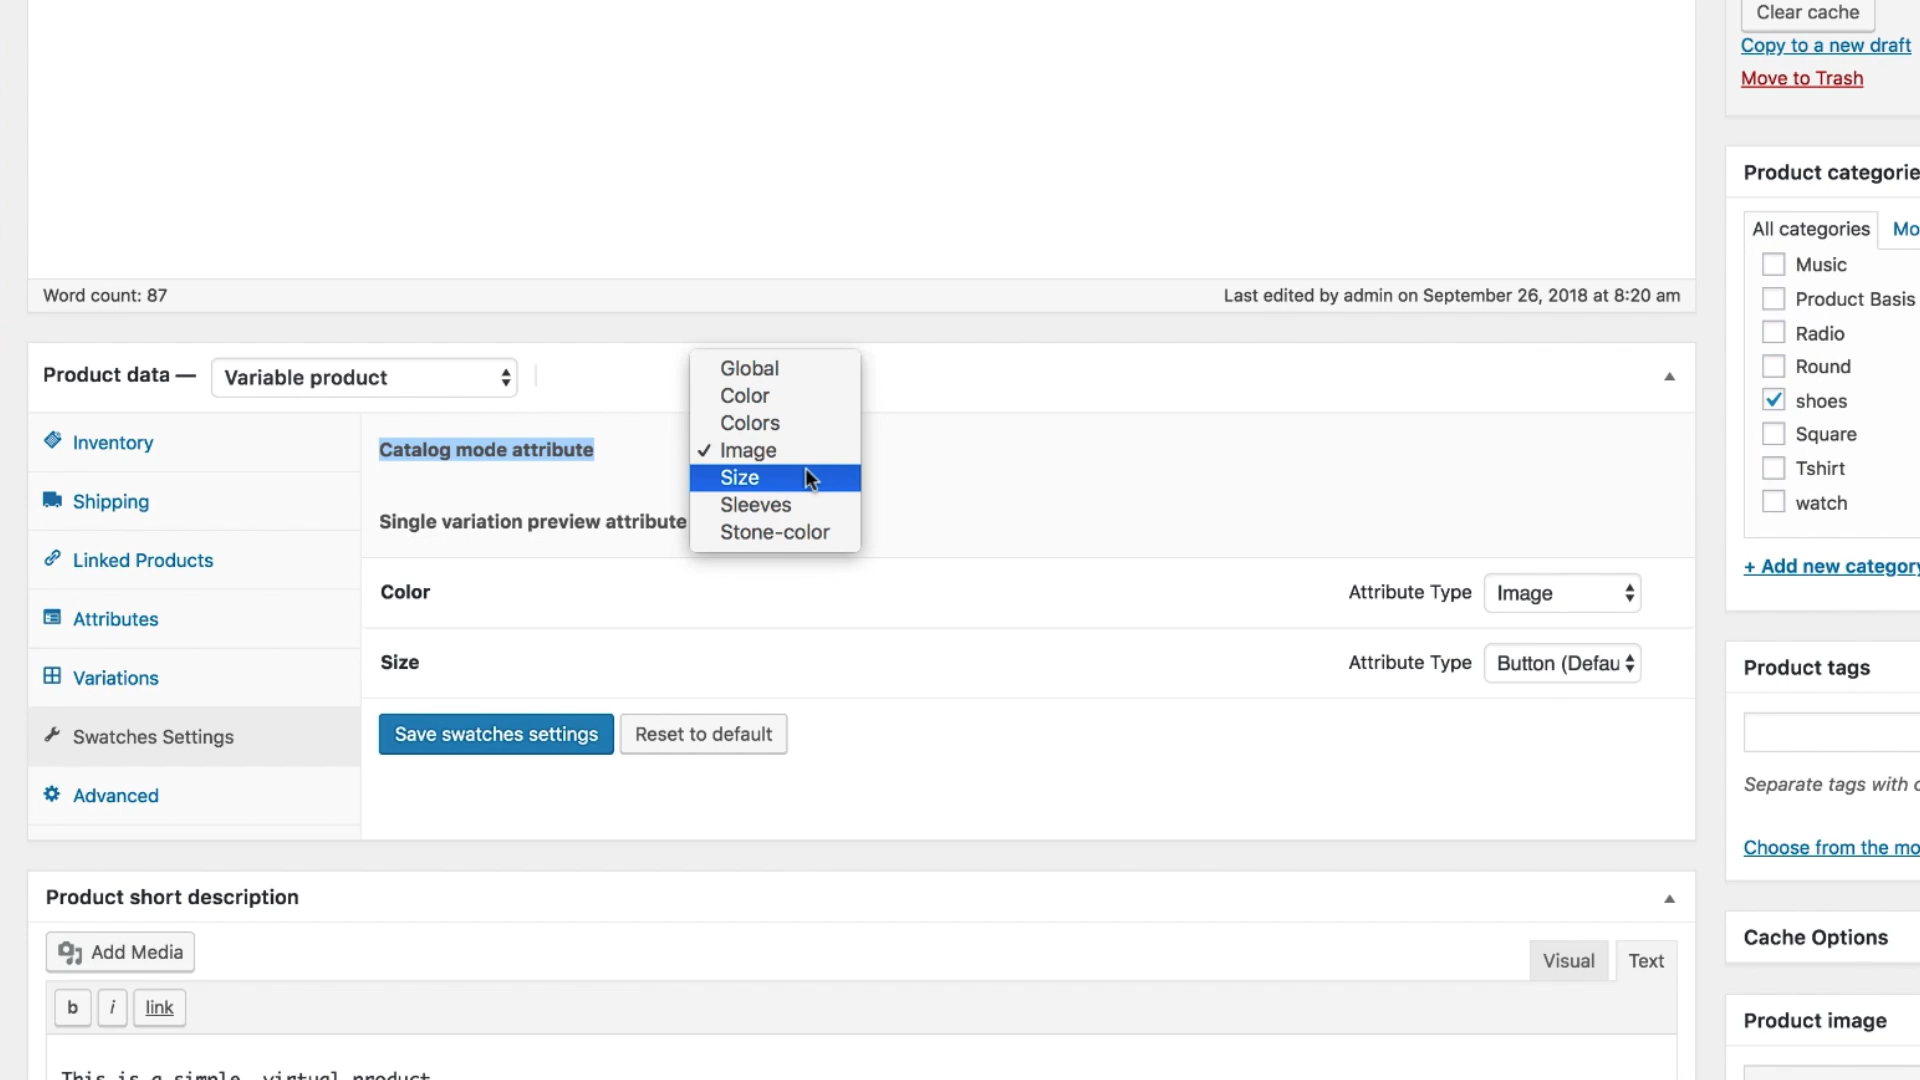 Clear cache
Copy to a new draft
Move to Trash
Word count: 87
Last edited by admin on September 26, 2018 at 8:20 am
Product data —
Variable product
Inventory
Shipping
Linked Products
Attributes
Variations
Swatches Settings
Advanced
Catalog mode attribute
Single variation preview attribute
Global
Color
Colors
✓ Image
Size
Sleeves
Stone-color
Color
Attribute Type
Image
Size
Attribute Type
Button (Defau
Save swatches settings
Reset to default
Product short description
Add Media
Visual
Text
b
i
link
This is a simple, virtual product
Product categorie
All categories
Mo
Music
Product Basis
Radio
Round
shoes
Square
Tshirt
watch
+ Add new category
Product tags
Separate tags with c
Choose from the mo
Cache Options
Product image